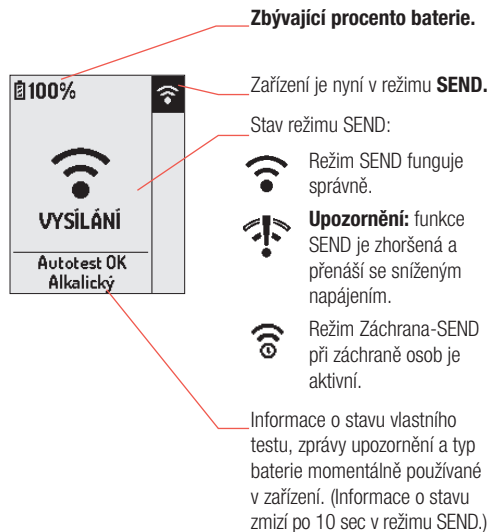 Zbývající procento baterie.
100%
Zařízení je nyní v režimu SEND.
Stav režimu SEND:
VYSÍLÁNÍ
Autotest OK
Alkalický
Režim SEND funguje
správně.
Upozornění: funkce
SEND je zhoršená a
přenáší se sníženým
napájením.
Režim Záchrana-SEND
při záchraně osob je
aktivní.
Informace o stavu vlastního
testu, zprávy upozornění a typ
baterie momentálně používané
v zařízení. (Informace o stavu
zmizí po 10 sec v režimu SEND.)